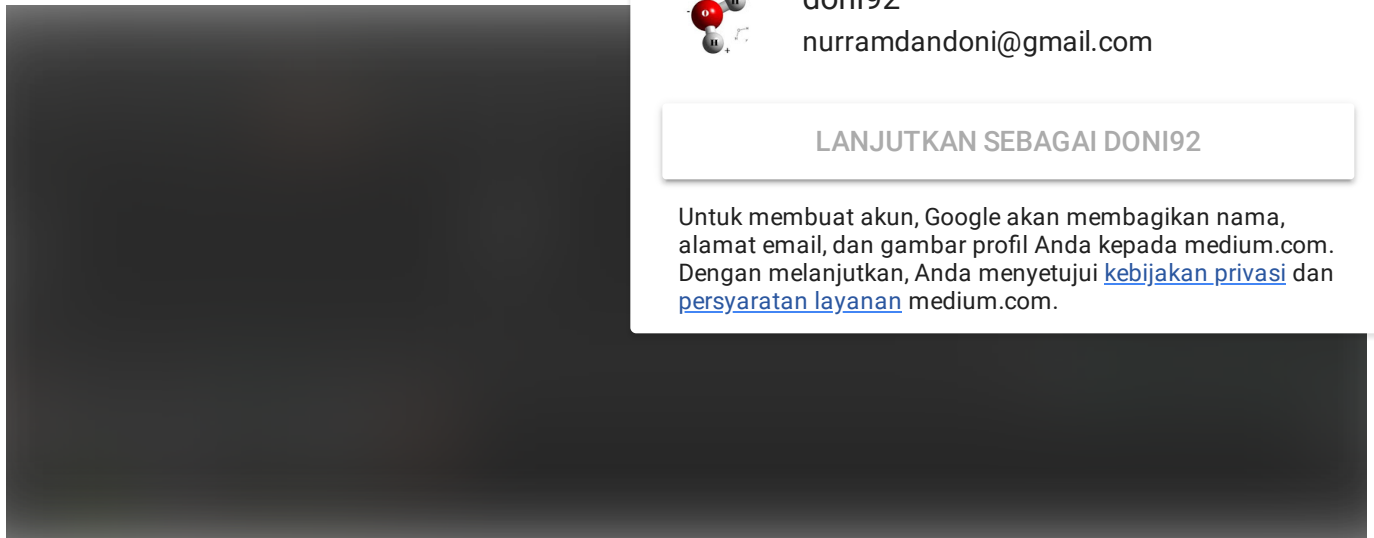 doni92
nurramdandoni@gmail.com
LANJUTKAN SEBAGAI DONI92
Untuk membuat akun, Google akan membagikan nama,
alamat email, dan gambar profil Anda kepada medium.com.
Dengan melanjutkan, Anda menyetujui kebijakan privasi dan
persyaratan layanan medium.com.